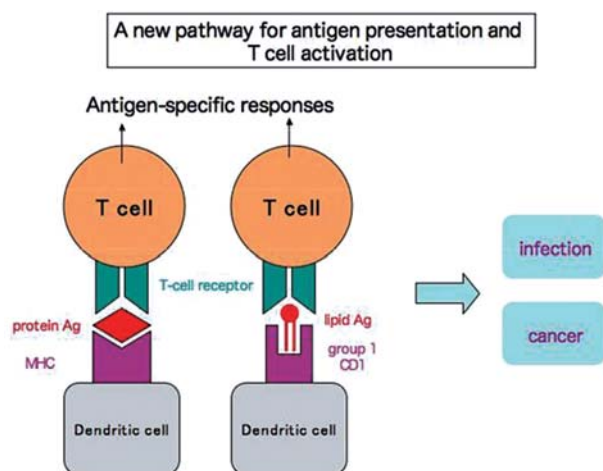 A new pathway for antigen presentation and
T cell activation
Antigen-specific responses
T cell
T cell
T-cell receptor
protein Ag
lipid Ag
MHC
group 1
CD1
Dendritic cell
Dendritic cell
infection
cancer